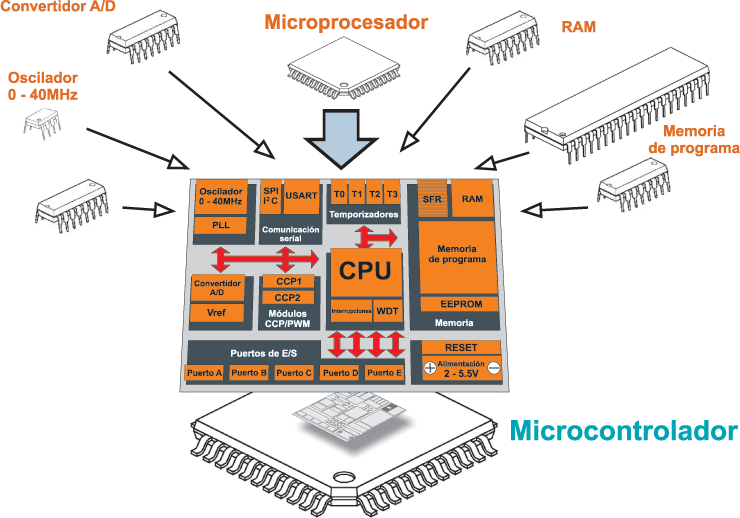 Convertidor A/D
Microprocesador
RAM
Oscilador
0 - 40MHz
Memoria
de programa
Oscilador
0 - 40MHz
PLL
SPI
I²C
USART
Comunicación
serial
T0 T1 T2 T3
Temporizadores
SFR
RAM
Memoria
de programa
EEPROM
Memoria
CPU
Interrupciones
WDT
Convertidor
A/D
Vref
CCP1
CCP2
Módulos
CCP/PWM
Puertos de E/S
Puerto A Puerto B Puerto C Puerto D Puerto E
RESET
Alimentación
2 - 5.5V
Microcontrolador